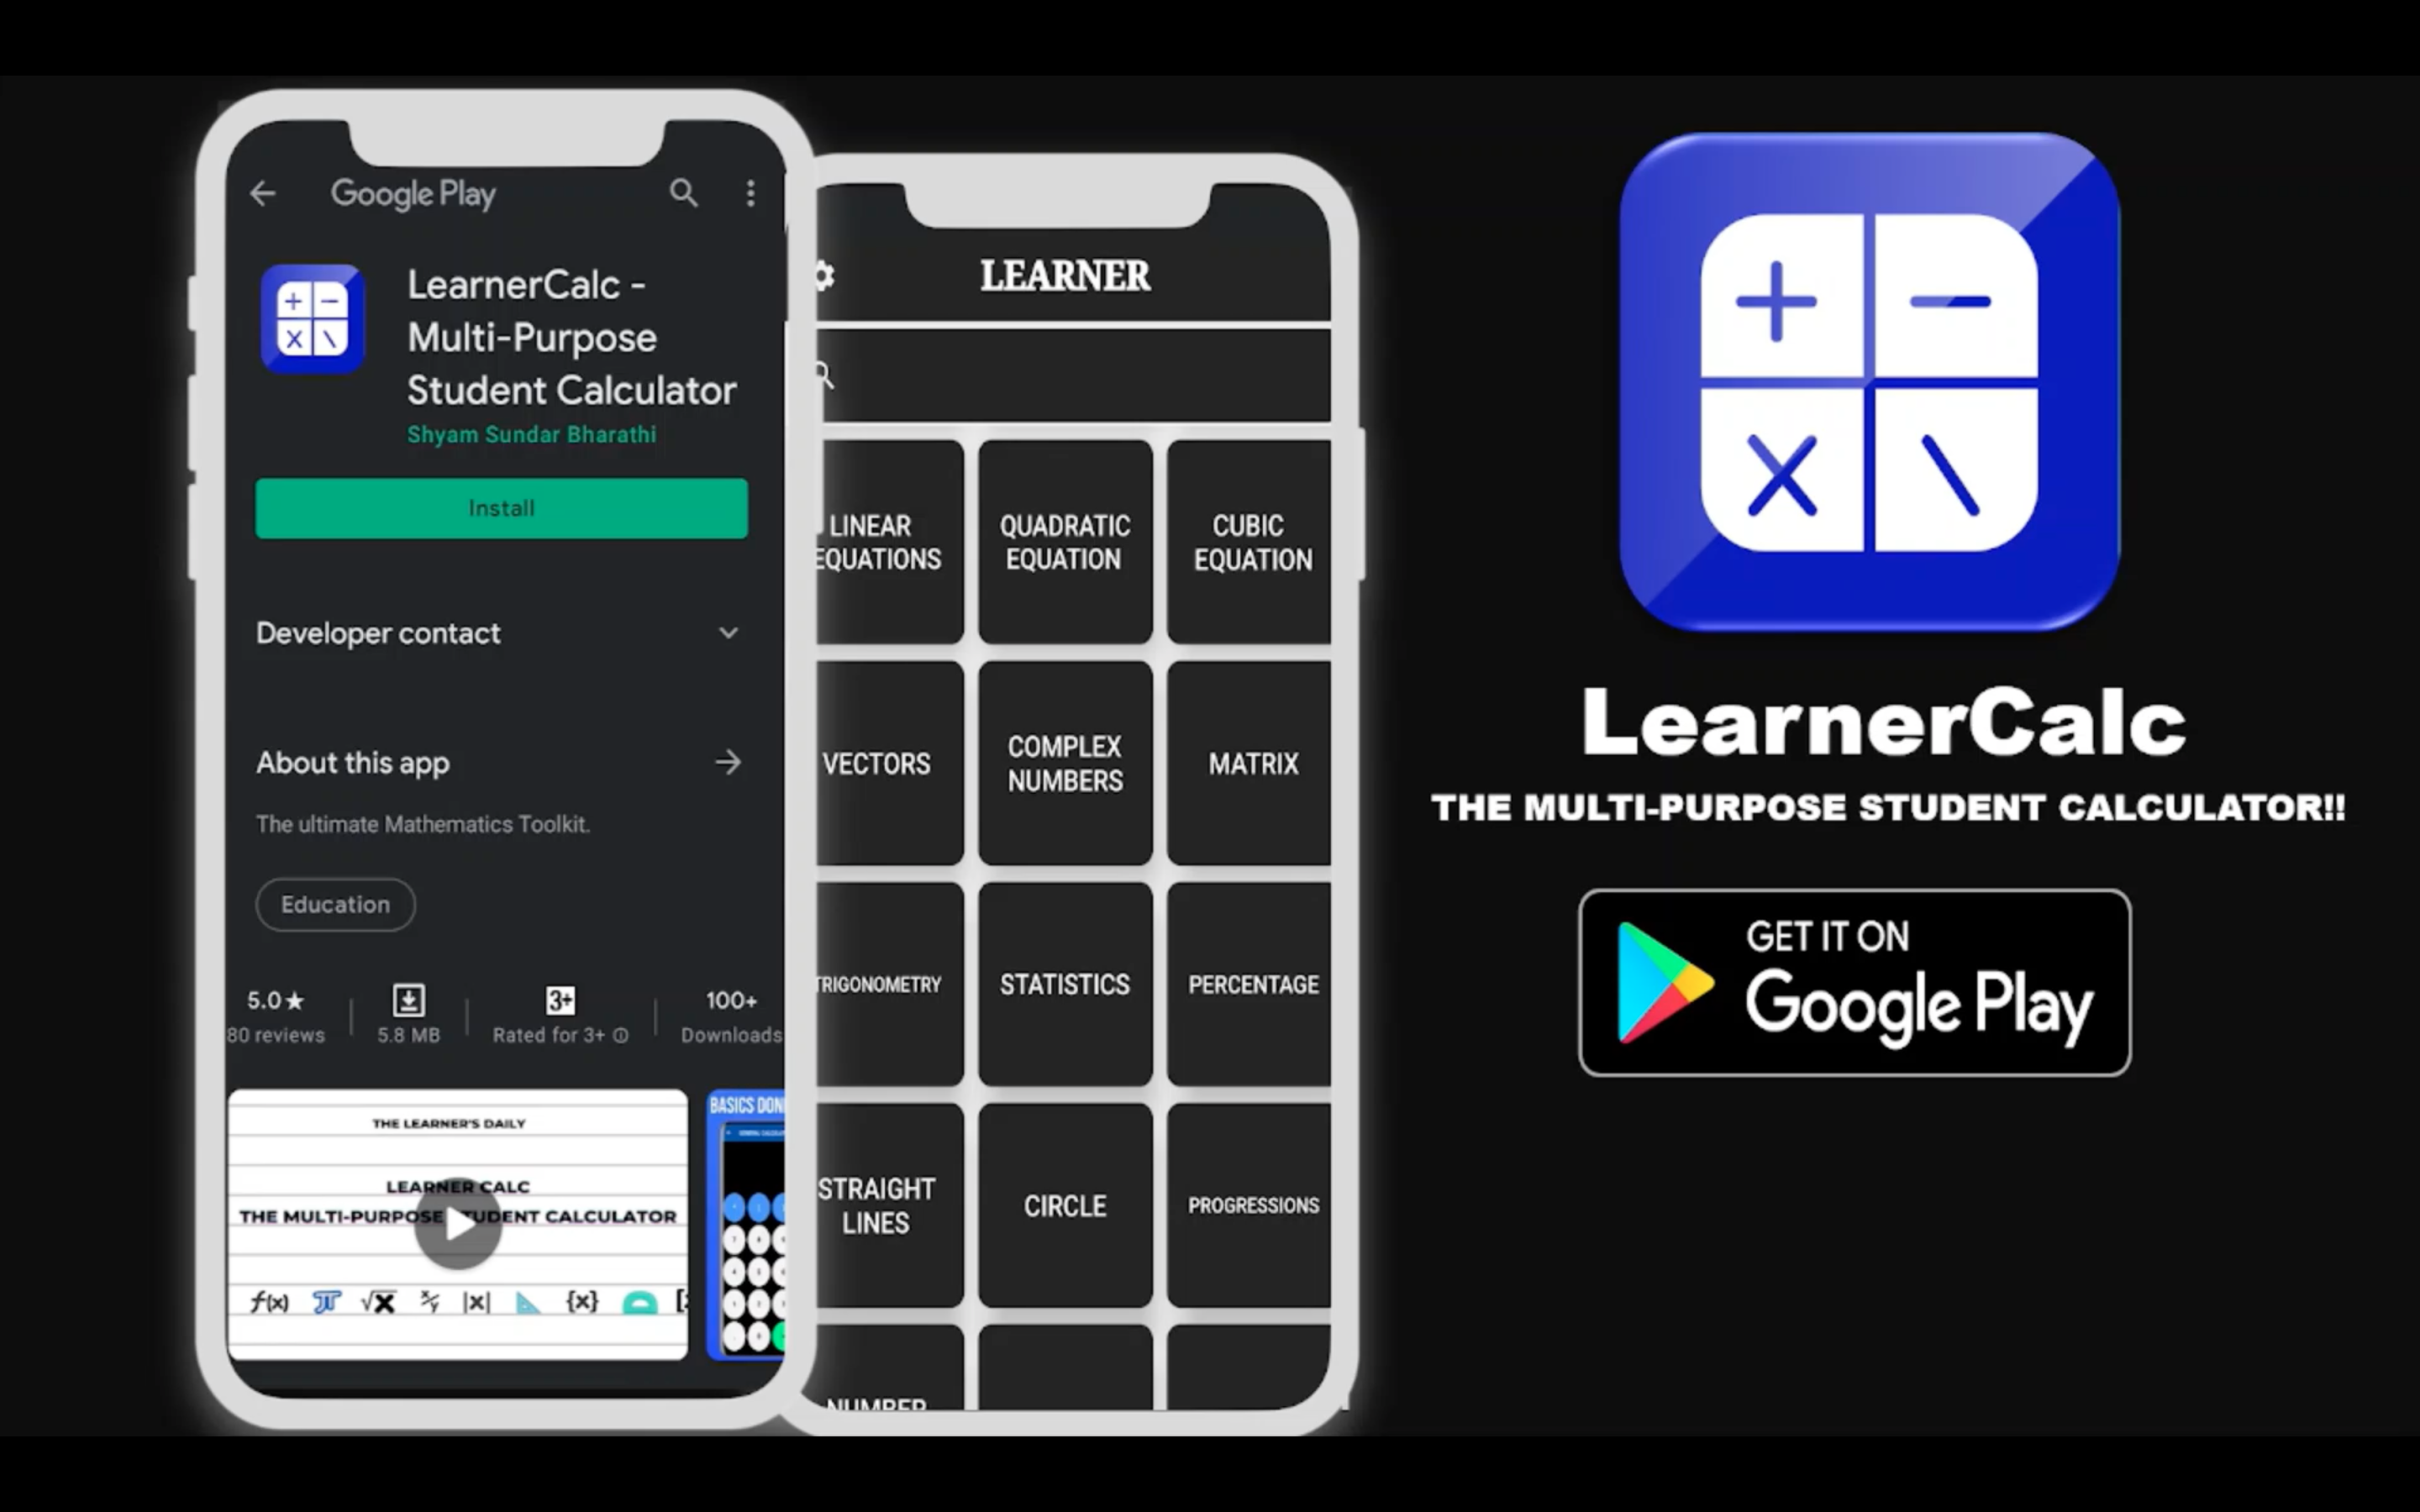 Google Play
LearnerCalc -
Multi-Purpose
Student Calculator
Shyam Sundar Bharathi
Install
Developer contact
About this app
The ultimate Mathematics Toolkit.
Education
5.0★
80 reviews
5.8 MB
3+
Rated for 3+
100+
Downloads
THE LEARNER'S DAILY
LEARNER CALC
THE MULTI-PURPOSE STUDENT CALCULATOR
f(x) π √x x/y |x| {x}
BASICS
LEARNER
LINEAR
EQUATIONS
QUADRATIC
EQUATION
CUBIC
EQUATION
VECTORS
COMPLEX
NUMBERS
MATRIX
TRIGONOMETRY
STATISTICS
PERCENTAGE
STRAIGHT
LINES
CIRCLE
PROGRESSIONS
NUMBER
+ −
x \
LearnerCalc
THE MULTI-PURPOSE STUDENT CALCULATOR!!
GET IT ON
Google Play